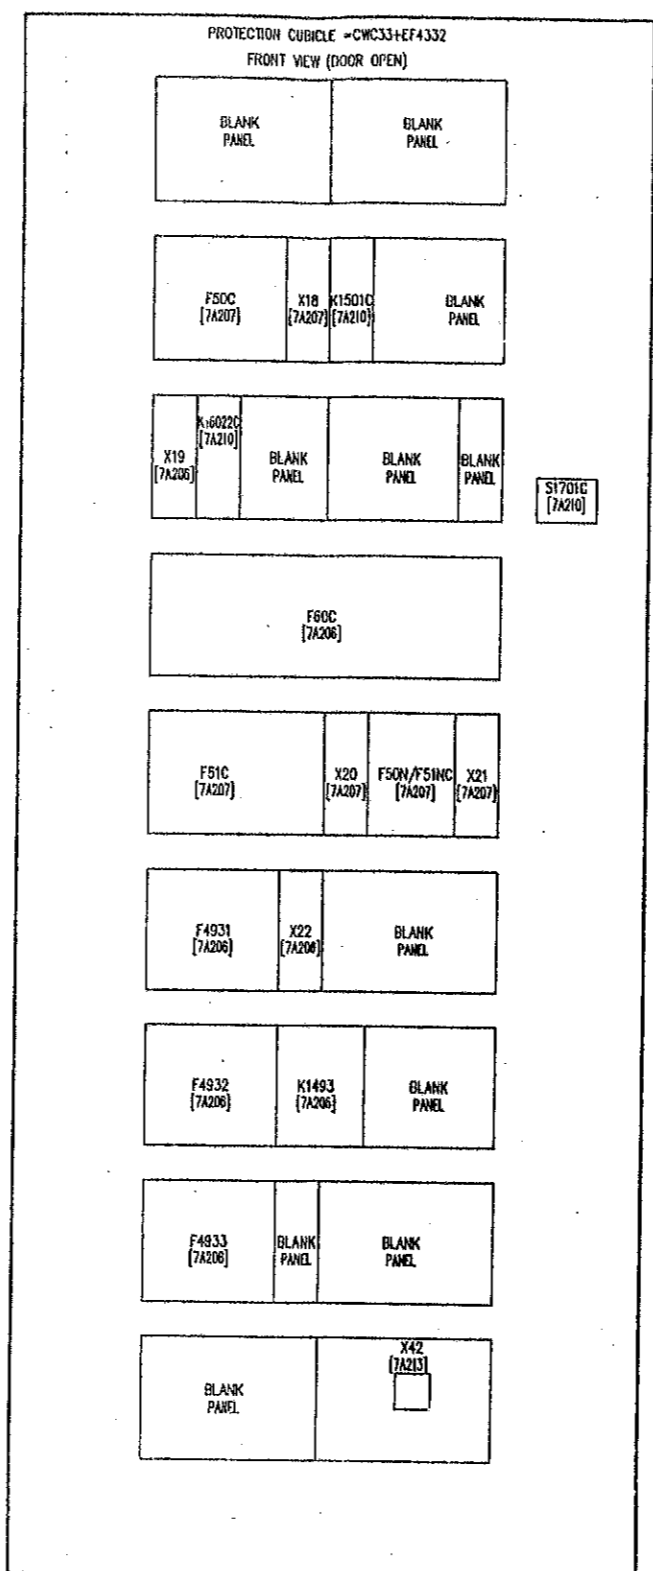 PROTECTION CUBICLE =CWC33+EF4332
FRONT VIEW (DOOR OPEN)
BLANK
PANEL
BLANK
PANEL
F50C
[7A207]
X18
[7A207]
K1501C
[7A210]
BLANK
PANEL
X19
[7A206]
K16022C
[7A210]
BLANK
PANEL
BLANK
PANEL
BLANK
PANEL
S1701C
[7A210]
F60C
[7A206]
F51C
[7A207]
X20
[7A207]
F50N/F51NC
[7A207]
X21
[7A207]
F4931
[7A206]
X22
[7A206]
BLANK
PANEL
F4932
[7A206]
K1493
[7A206]
BLANK
PANEL
F4933
[7A206]
BLANK
PANEL
BLANK
PANEL
BLANK
PANEL
X42
[7A213]